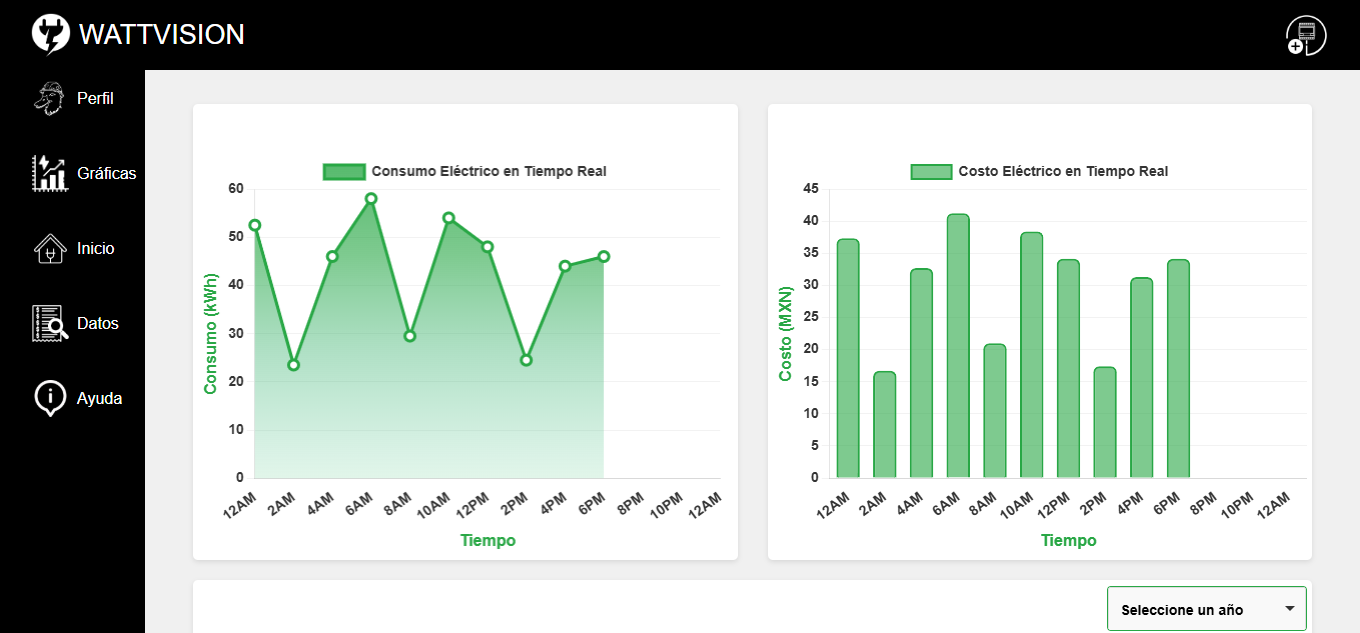 WATTVISION
Perfil
Gráficas
Inicio
Datos
Ayuda
Consumo Eléctrico en Tiempo Real
Consumo (kWh)
60
50
40
30
20
10
0
12AM 2AM 4AM 6AM 8AM 10AM 12PM 2PM 4PM 6PM 8PM 10PM 12AM
Tiempo
Costo Eléctrico en Tiempo Real
Costo (MXN)
45
40
35
30
25
20
15
10
5
0
12AM 2AM 4AM 6AM 8AM 10AM 12PM 2PM 4PM 6PM 8PM 10PM 12AM
Tiempo
Seleccione un año